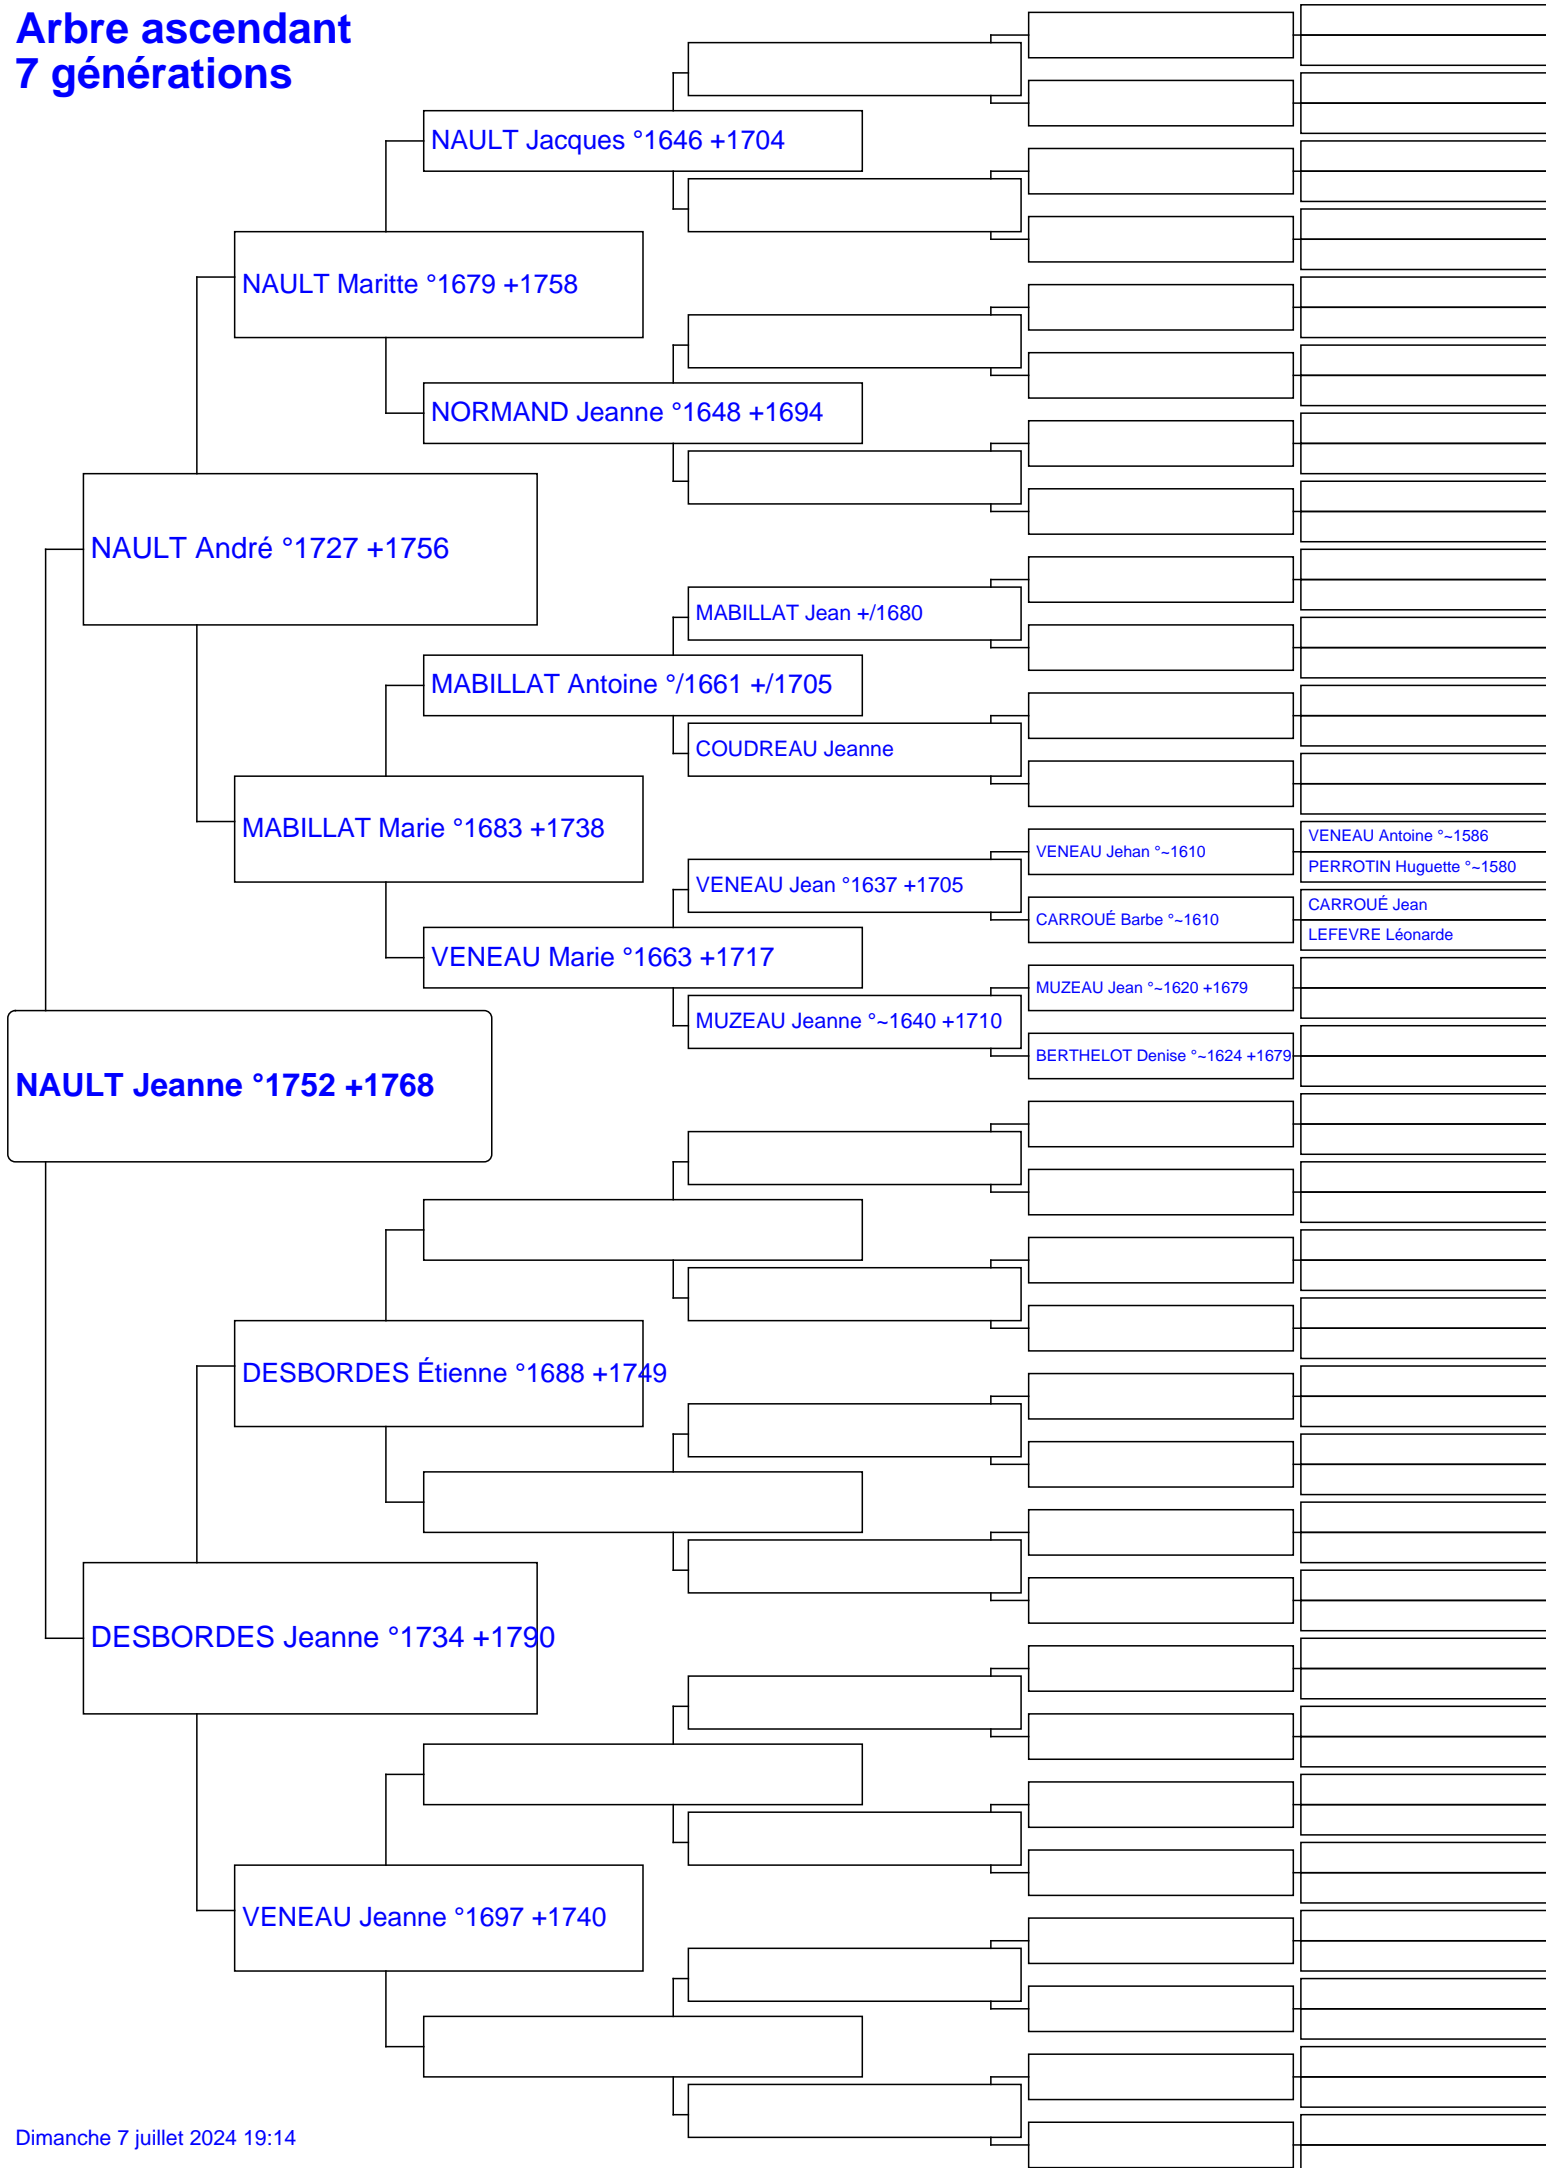 Arbre ascendant
7 générations
NAULT Jacques °1646 +1704
NAULT Maritte °1679 +1758
NORMAND Jeanne °1648 +1694
NAULT André °1727 +1756
MABILLAT Jean +/1680
MABILLAT Antoine °/1661 +/1705
COUDREAU Jeanne
MABILLAT Marie °1683 +1738
VENEAU Antoine °~1586
VENEAU Jehan °~1610
PERROTIN Huguette °~1580
VENEAU Jean °1637 +1705
CARROUÉ Jean
CARROUÉ Barbe °~1610
LEFEVRE Léonarde
VENEAU Marie °1663 +1717
MUZEAU Jean °~1620 +1679
MUZEAU Jeanne °~1640 +1710
BERTHELOT Denise °~1624 +1679
NAULT Jeanne °1752 +1768
DESBORDES Étienne °1688 +1749
DESBORDES Jeanne °1734 +1790
VENEAU Jeanne °1697 +1740
Dimanche 7 juillet 2024 19:14